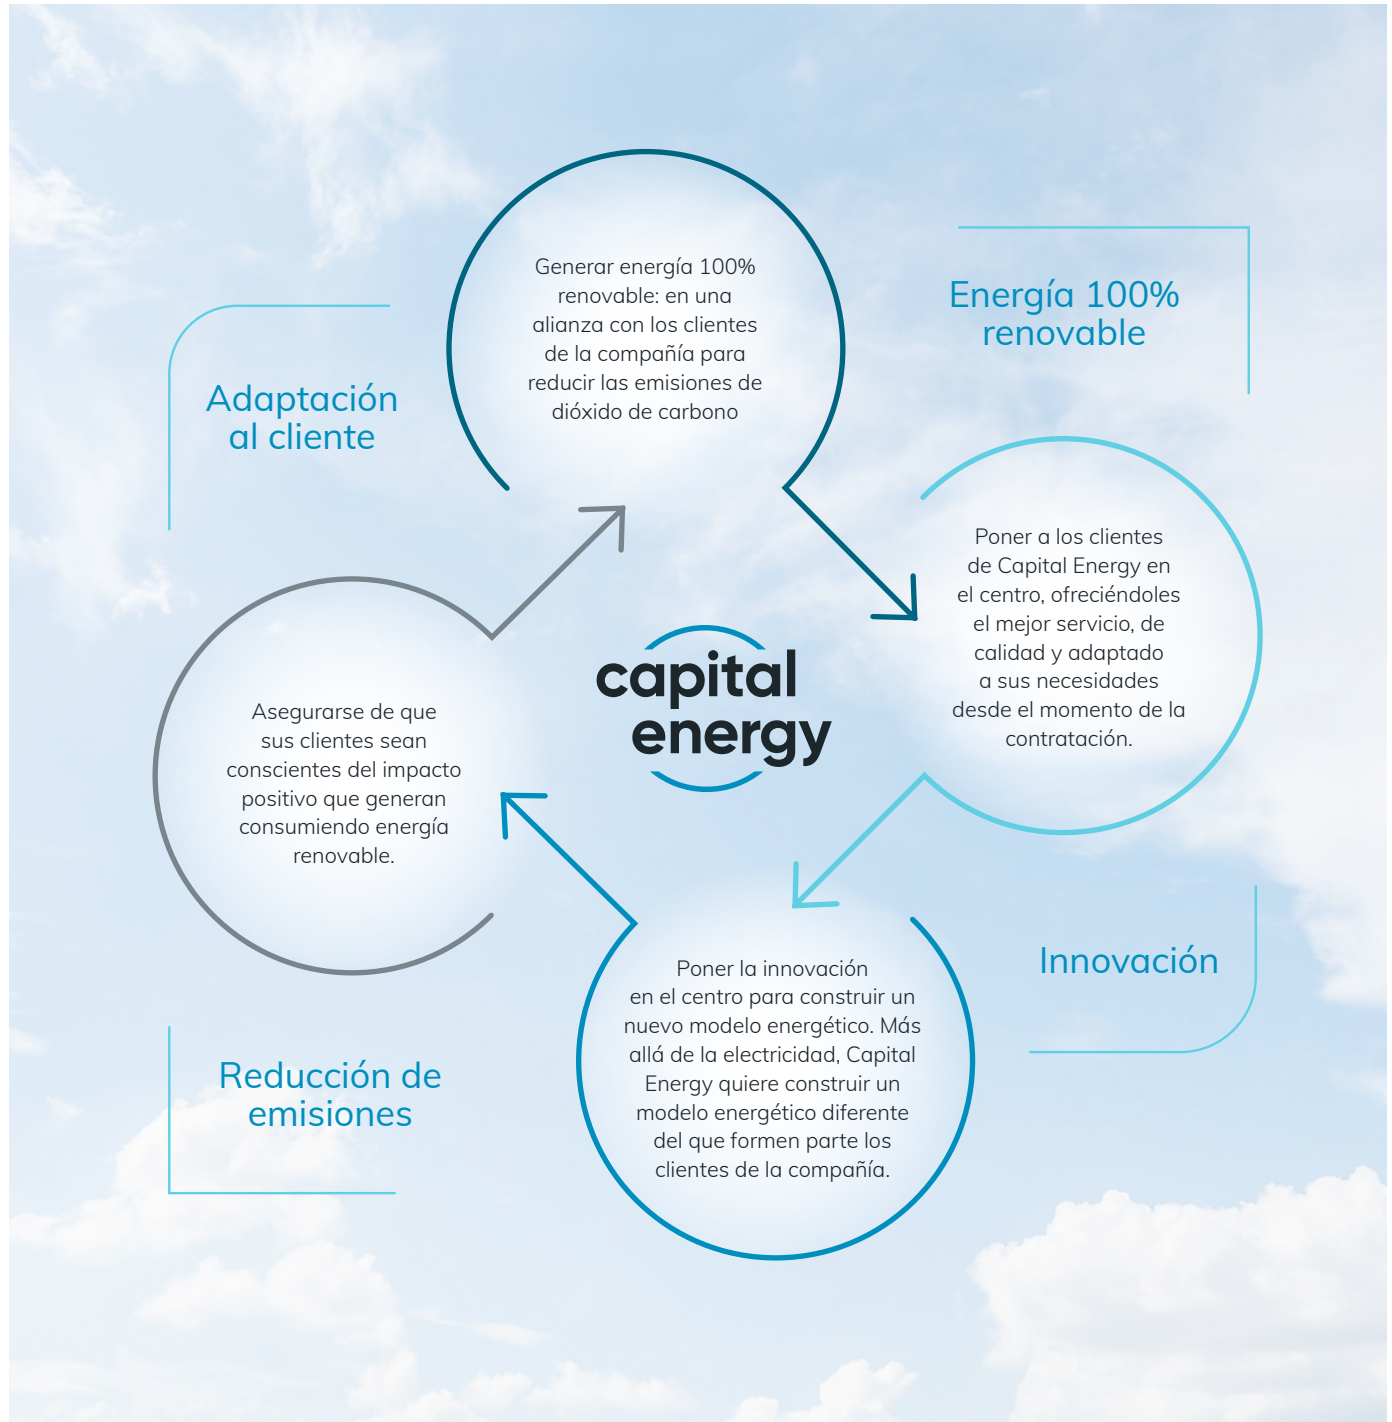 Generar energía 100%
renovable: en una
alianza con los clientes
de la compañía para
reducir las emisiones de
dióxido de carbono
Energía 100%
renovable
Adaptación
al cliente
Poner a los clientes
de Capital Energy en
el centro, ofreciéndoles
el mejor servicio, de
calidad y adaptado
a sus necesidades
desde el momento de la
contratación.
capital
energy
Asegurarse de que
sus clientes sean
conscientes del impacto
positivo que generan
consumiendo energía
renovable.
Innovación
Poner la innovación
en el centro para construir un
nuevo modelo energético. Más
allá de la electricidad, Capital
Energy quiere construir un
modelo energético diferente
del que formen parte los
clientes de la compañía.
Reducción de
emisiones